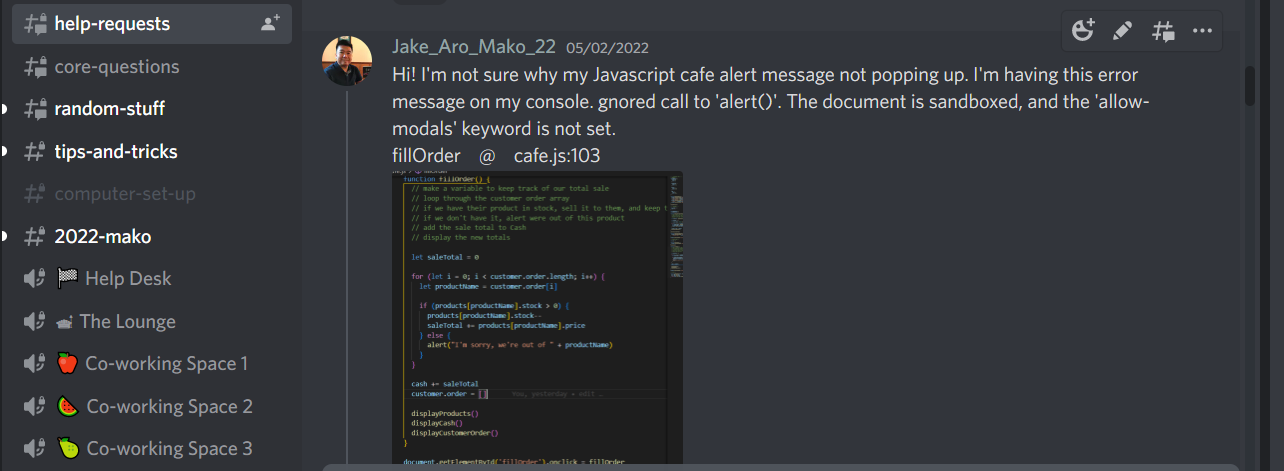 help-requests
core-questions
random-stuff
tips-and-tricks
computer-set-up
2022-mako
Help Desk
The Lounge
Co-working Space 1
Co-working Space 2
Co-working Space 3
Jake_Aro_Mako_22 05/02/2022
Hi! I'm not sure why my Javascript cafe alert message not popping up. I'm having this error
message on my console. gnored call to 'alert()'. The document is sandboxed, and the 'allow-
modals' keyword is not set.
fillOrder @ cafe.js:103
function fillOrder() {
// make a variable to keep track of our total sale
// loop through the customer order array
// if we have their product in stock, sell it to them, and keep t
// if we don't have it, alert were out of this product
// add the sale total to Cash
// display the new totals
let saleTotal = 0
for (let i = 0; i < customer.order.length; i++) {
let productName = customer.order[i]
if (products[productName].stock > 0) {
products[productName].stock--
saleTotal += products[productName].price
} else {
alert("I'm sorry, we're out of " + productName)
}
}
cash += saleTotal
customer.order = [] You, yesterday • edit
displayProducts()
displayCash()
displayCustomerOrder()
}
document.getElementById('fillOrder').onclick = fillOrder